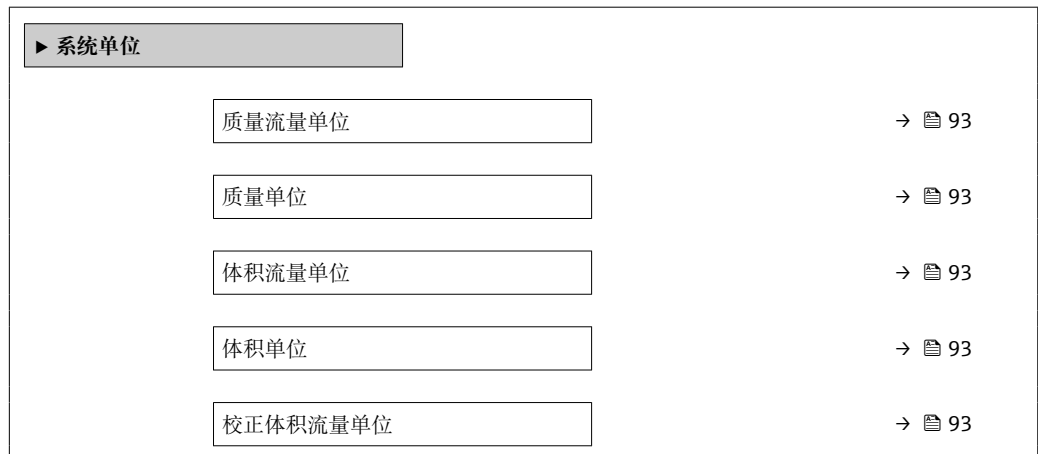 ▶ 系统单位
质量流量单位 → 93
质量单位 → 93
体积流量单位 → 93
体积单位 → 93
校正体积流量单位 → 93